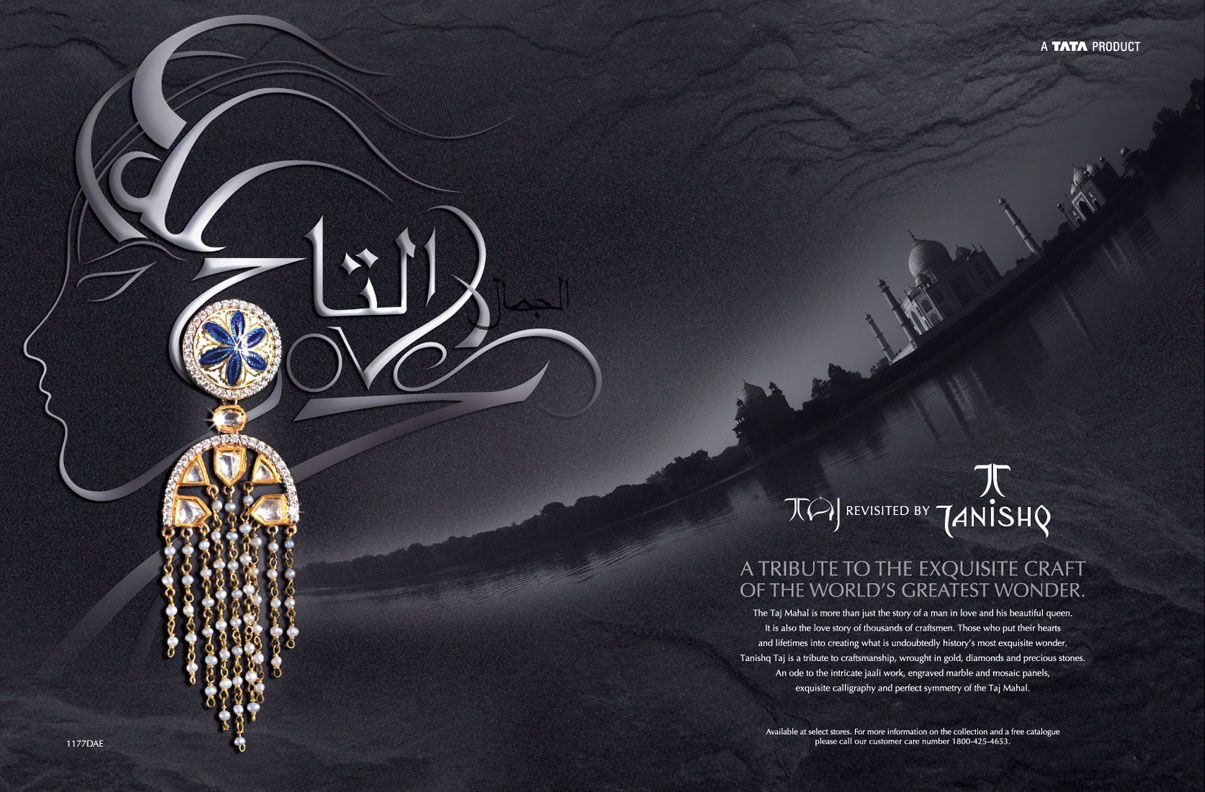 A TATA PRODUCT
التاج
الجمال
Love
TAJ REVISITED BY TANISHQ
A TRIBUTE TO THE EXQUISITE CRAFT
OF THE WORLD'S GREATEST WONDER.
The Taj Mahal is more than just the story of a man in love and his beautiful queen.
It is also the love story of thousands of craftsmen. Those who put their hearts
and lifetimes into creating what is undoubtedly history's most exquisite wonder.
Tanishq Taj is a tribute to craftsmanship, wrought in gold, diamonds and precious stones.
An ode to the intricate jaali work, engraved marble and mosaic panels,
exquisite calligraphy and perfect symmetry of the Taj Mahal.
Available at select stores. For more information on the collection and a free catalogue
please call our customer care number 1800-425-4653.
1177DAE